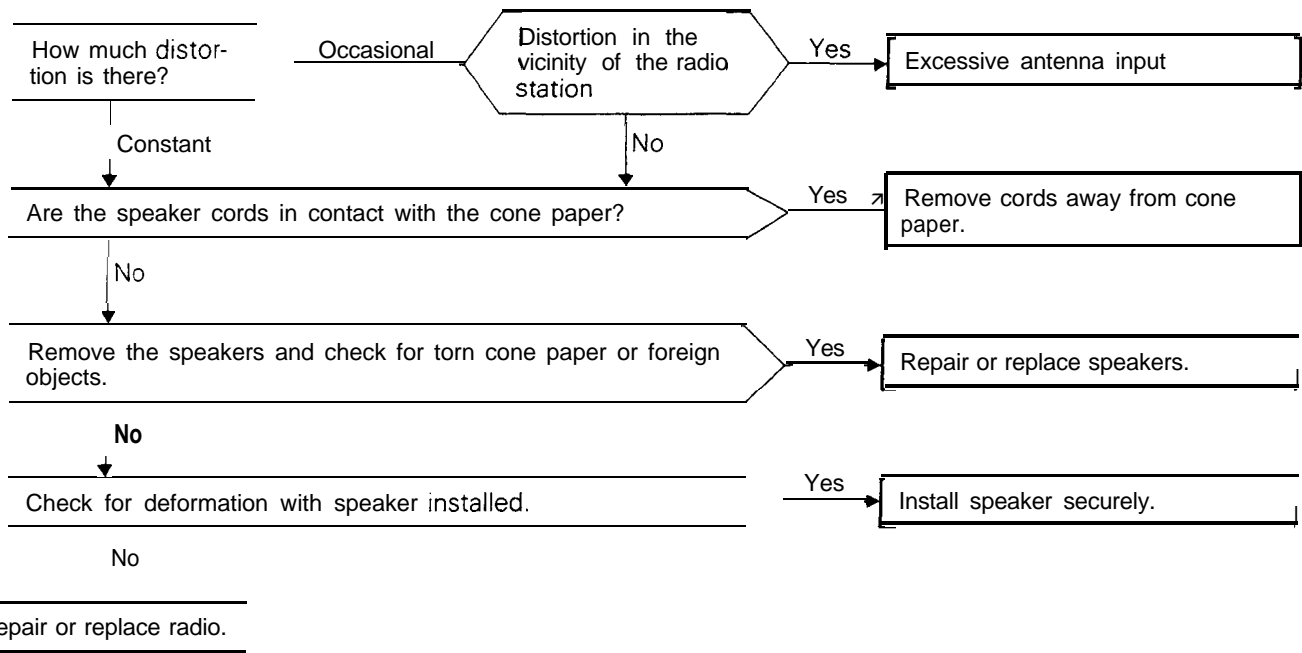 How much distor-
tion is there?
Occasional
Distortion in the
vicinity of the radio
station
Yes
Excessive antenna input
Constant
No
Are the speaker cords in contact with the cone paper?
Yes
Remove cords away from cone
paper.
No
Remove the speakers and check for torn cone paper or foreign
objects.
Yes
Repair or replace speakers.
No
Check for deformation with speaker installed.
Yes
Install speaker securely.
No
epair or replace radio.